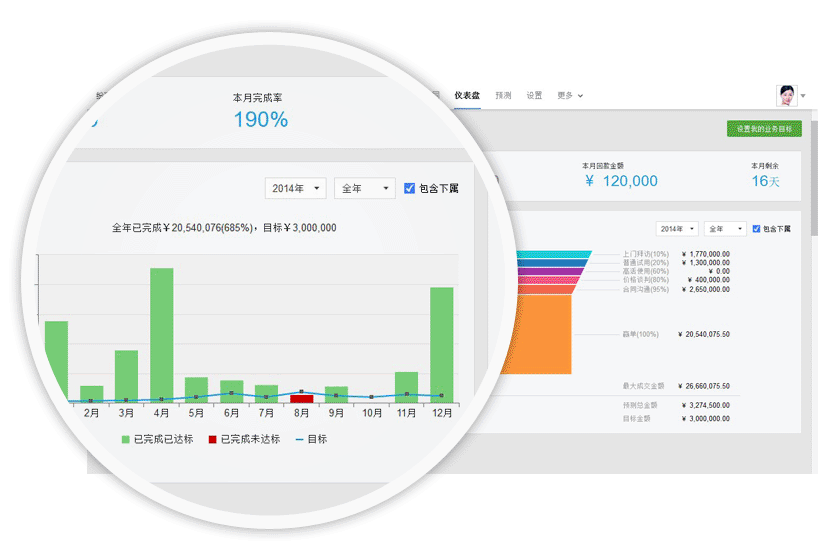 仪表盘 预测 设置 更多
设置我的业务目标
本月完成率
190%
本月回款金额
¥ 120,000
本月剩余
16天
2014年 全年 包含下属
全年已完成¥20,540,076(685%)，目标¥3,000,000
2月 3月 4月 5月 6月 7月 8月 9月 10月 11月 12月
已完成已达标 已完成未达标 目标
2014年 全年 包含下属
上门拜访(10%) ¥ 1,770,000.00
普通试用(20%) ¥ 1,300,000.00
¥ 0.00
价格谈判(80%) ¥ 400,000.00
合同沟通(95%) ¥ 2,650,000.00
赢单(100%) ¥ 20,540,075.50
最大成交金额 ¥ 26,660,075.50
预测总金额 ¥ 3,274,500.00
目标金额 ¥ 3,000,000.00